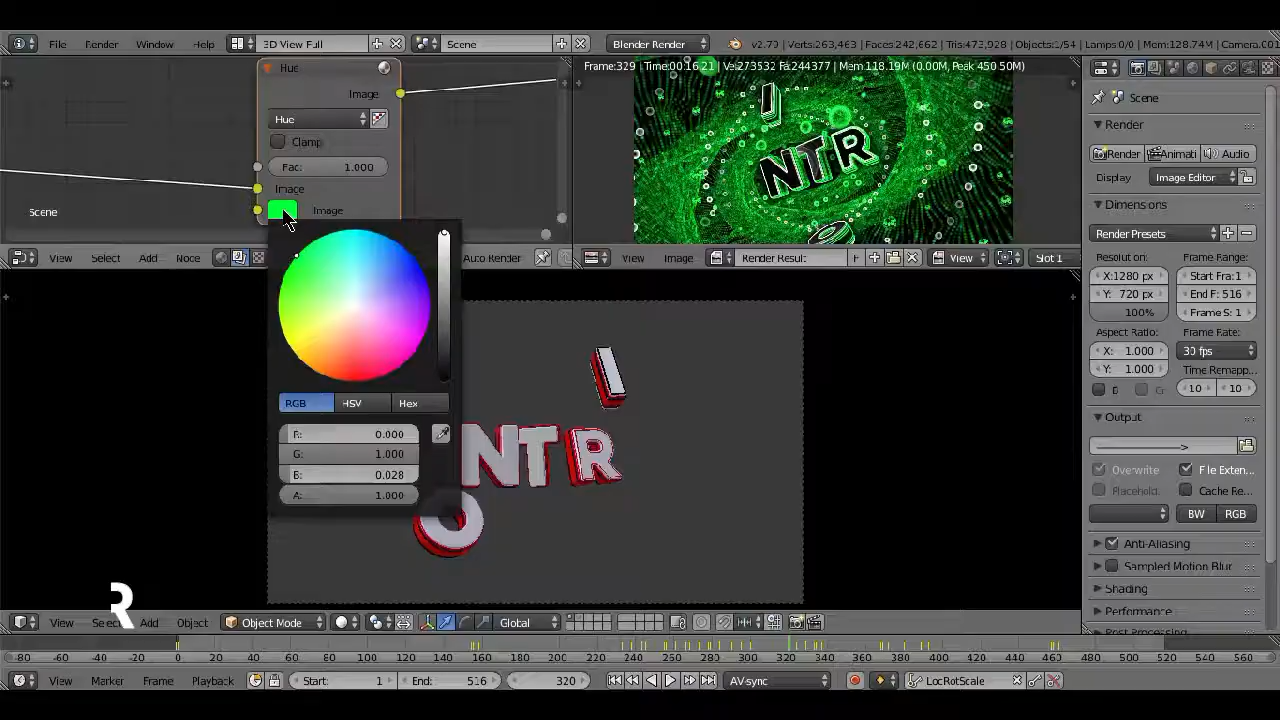 File Render Window Help 3D View Full Scene Blender Render v2.79 | Verts:263,463 | Faces:242,662 | Tris:473,928 | Objects:1/54 | Lamps:0/0 | Mem:128.74M | Camera.001
Hue
Image
Hue
Clamp
Fac: 1.000
Image
Image
Scene
View Select Add Node Auto Render
Frame:329 | Time:00:16.21 | Ve:273532 Fa:244377 | Mem:118.19M (0.00M, Peak 450.50M)
I
NTR
O
View Image Render Result F View Slot 1
RGB HSV Hex
R: 0.000
G: 1.000
B: 0.028
A: 1.000
I
NTR
O
R
View Select Add Object Object Mode Global
-80 -60 -40 -20 0 20 40 60 80 100 120 140 160 180 200 220 240 260 280 300 320 340 360 380 400 420 440 460 480 500 520 540 560
View Marker Frame Playback Start: 1 End: 516 320 AV-sync LocRotScale
Scene
Render
Render Animati Audio
Display Image Editor
Dimensions
Render Presets
Resolution: Frame Range:
X:1280 px Start Fra:1
Y: 720 px End F: 516
100% Frame S: 1
Aspect Ratio: Frame Rate:
X: 1.000 30 fps
Y: 1.000 Time Remapp...
B Cr 10 10
Output
Overwrite File Exten...
Placehold. Cache Re...
BW RGB
Anti-Aliasing
Sampled Motion Blur
Shading
Performance
Post Processing